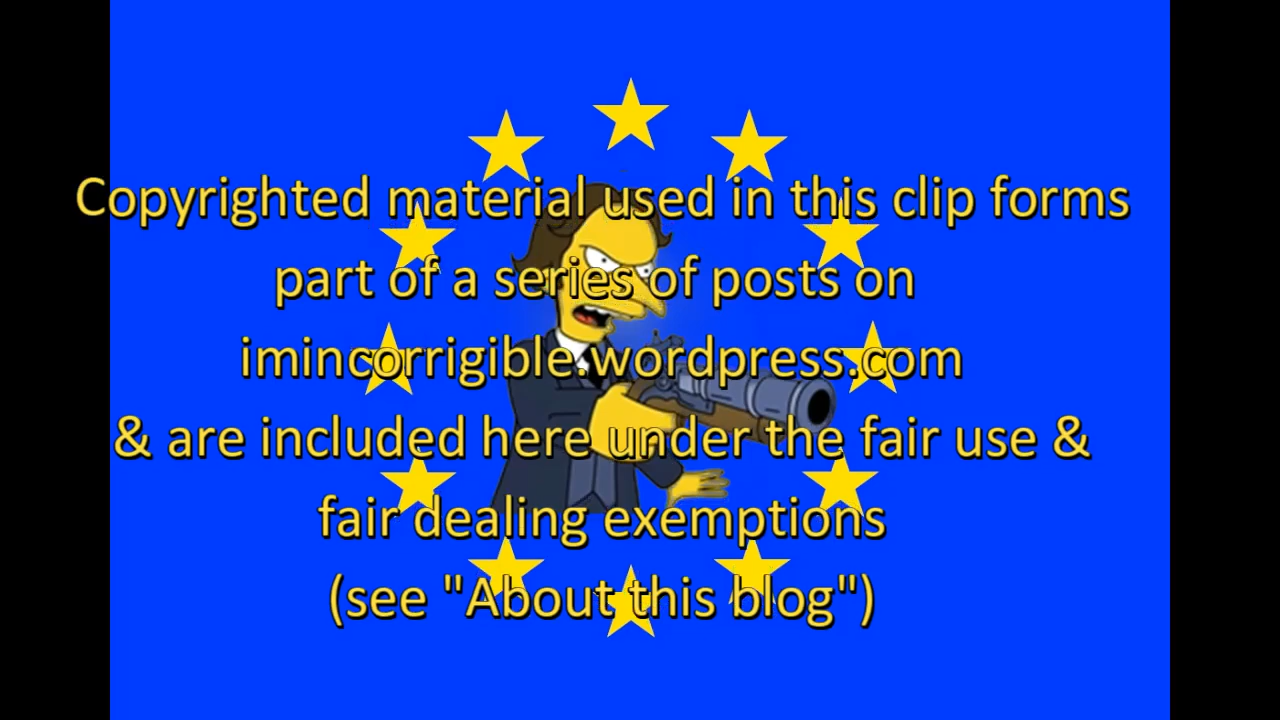 Copyrighted material used in this clip forms
part of a series of posts on
imincorrigible.wordpress.com
& are included here under the fair use &
fair dealing exemptions
(see "About this blog")